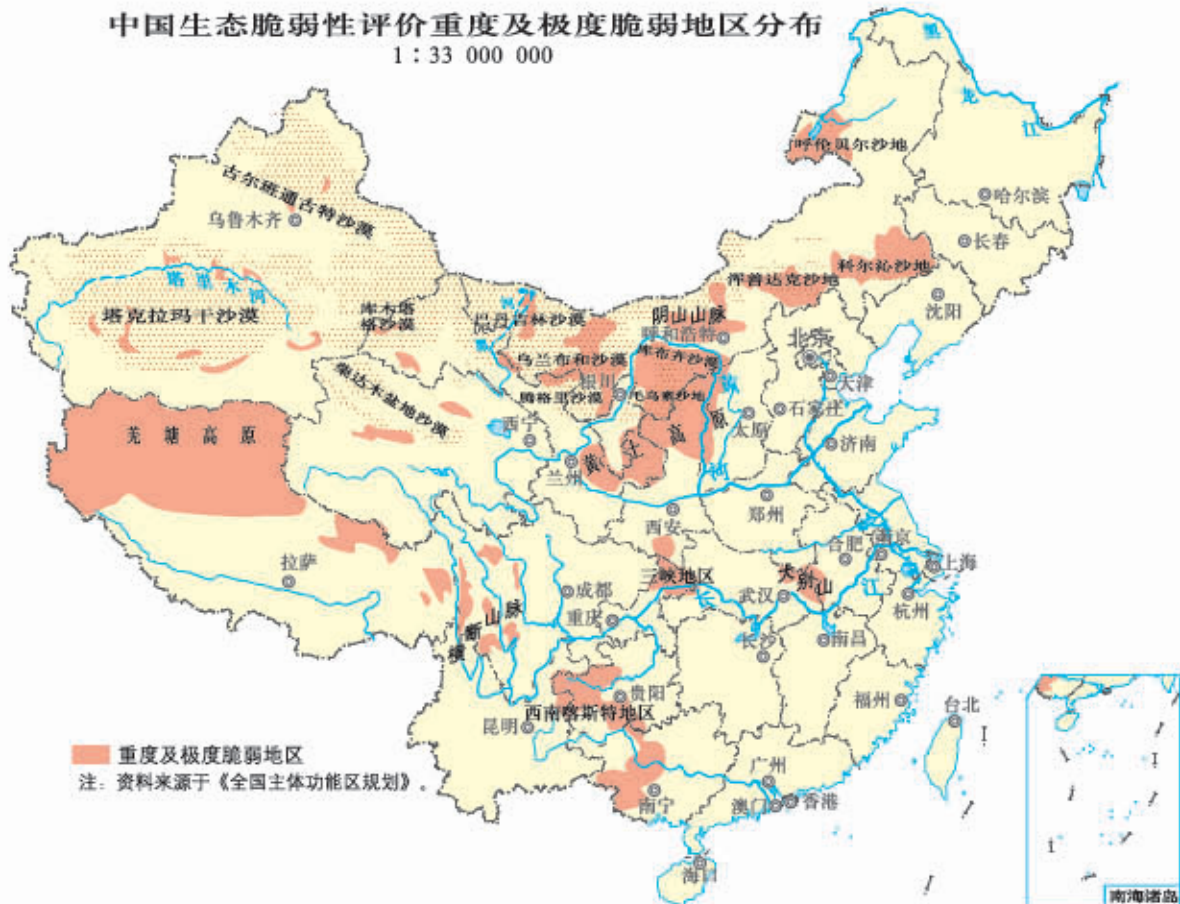 中国生态脆弱性评价重度及极度脆弱地区分布
1：33 000 000
黑龙江
呼伦贝尔沙地
哈尔滨
古尔班通古特沙漠
乌鲁木齐
长春
科尔沁沙地
浑善达克沙地
沈阳
塔里木河
塔克拉玛干沙漠
库木塔
格沙漠
黑河
巴丹吉林沙漠
阴山山脉
呼和浩特
北京
天津
乌兰布和沙漠
库布齐沙漠
银川
毛乌素沙地
腾格里沙漠
柴达木盆地沙漠
石家庄
太原
济南
西宁
黄土高原
黄河
兰州
芜塘高原
郑州
西安
合肥
南京
上海
拉萨
三峡地区
大别山
武汉
杭州
成都
重庆
长江
横断山脉
长沙
南昌
贵阳
福州
台北
昆明
西南喀斯特地区
重度及极度脆弱地区
注：资料来源于《全国主体功能区规划》。
广州
南宁
澳门
香港
海口
南海诸岛